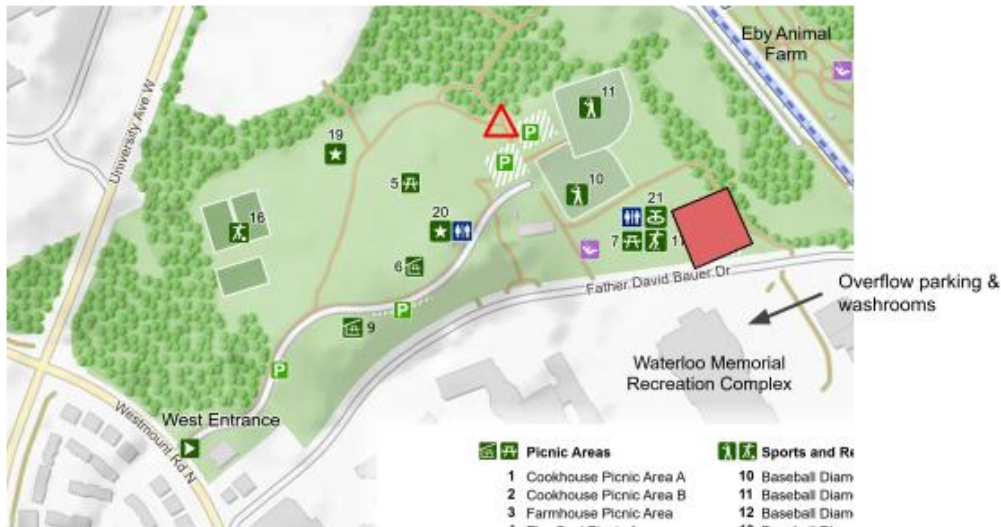 Eby Animal
Farm
University Ave W
11
19
P
P
5
10
16
20
21
7
6
Father David Bauer Dr
Overflow parking &
washrooms
P
9
Waterloo Memorial
Recreation Complex
P
West Entrance
Westmount Rd N
Picnic Areas
Sports and Re
1 Cookhouse Picnic Area A
10 Baseball Diam
2 Cookhouse Picnic Area B
11 Baseball Diam
3 Farmhouse Picnic Area
12 Baseball Diam